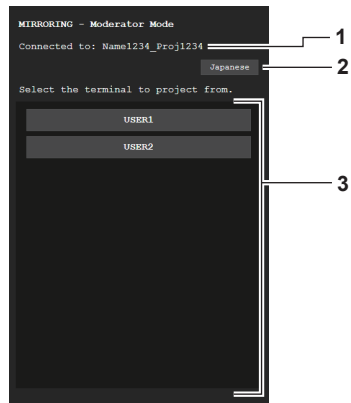 MIRRORING - Moderator Mode
Connected to: Name1234_Proj1234
1
Japanese
2
Select the terminal to project from.
USER1
USER2
3